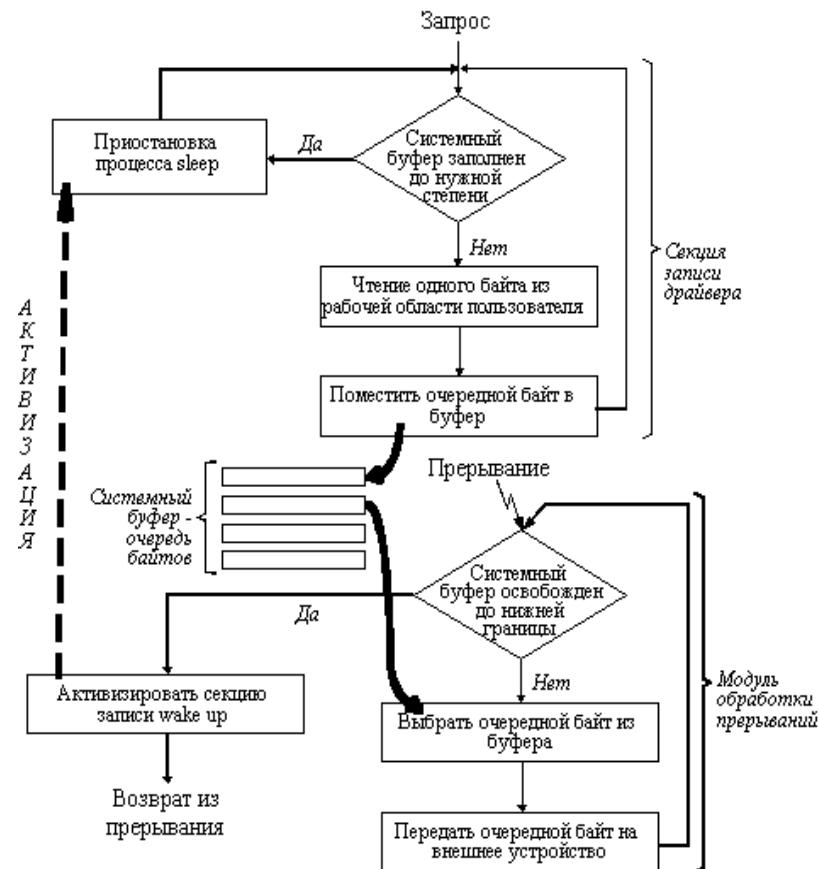 Запрос
Приостановка
процесса sleep
Да
Системный
буфер заполнен
до нужной
степени
Нет
Чтение одного байта из
рабочей области пользователя
Поместить очередной байт в
буфер
Секция
записи
драйвера
АКТИВИЗАЦИЯ
Системный
буфер -
очередь
байтов
Прерывание
Системный
буфер освобожден
до нижней
границы
Да
Нет
Активизировать секцию
записи wake up
Возврат из
прерывания
Выбрать очередной байт из
буфера
Передать очередной байт на
внешнее устройство
Модуль
обработки
прерываний